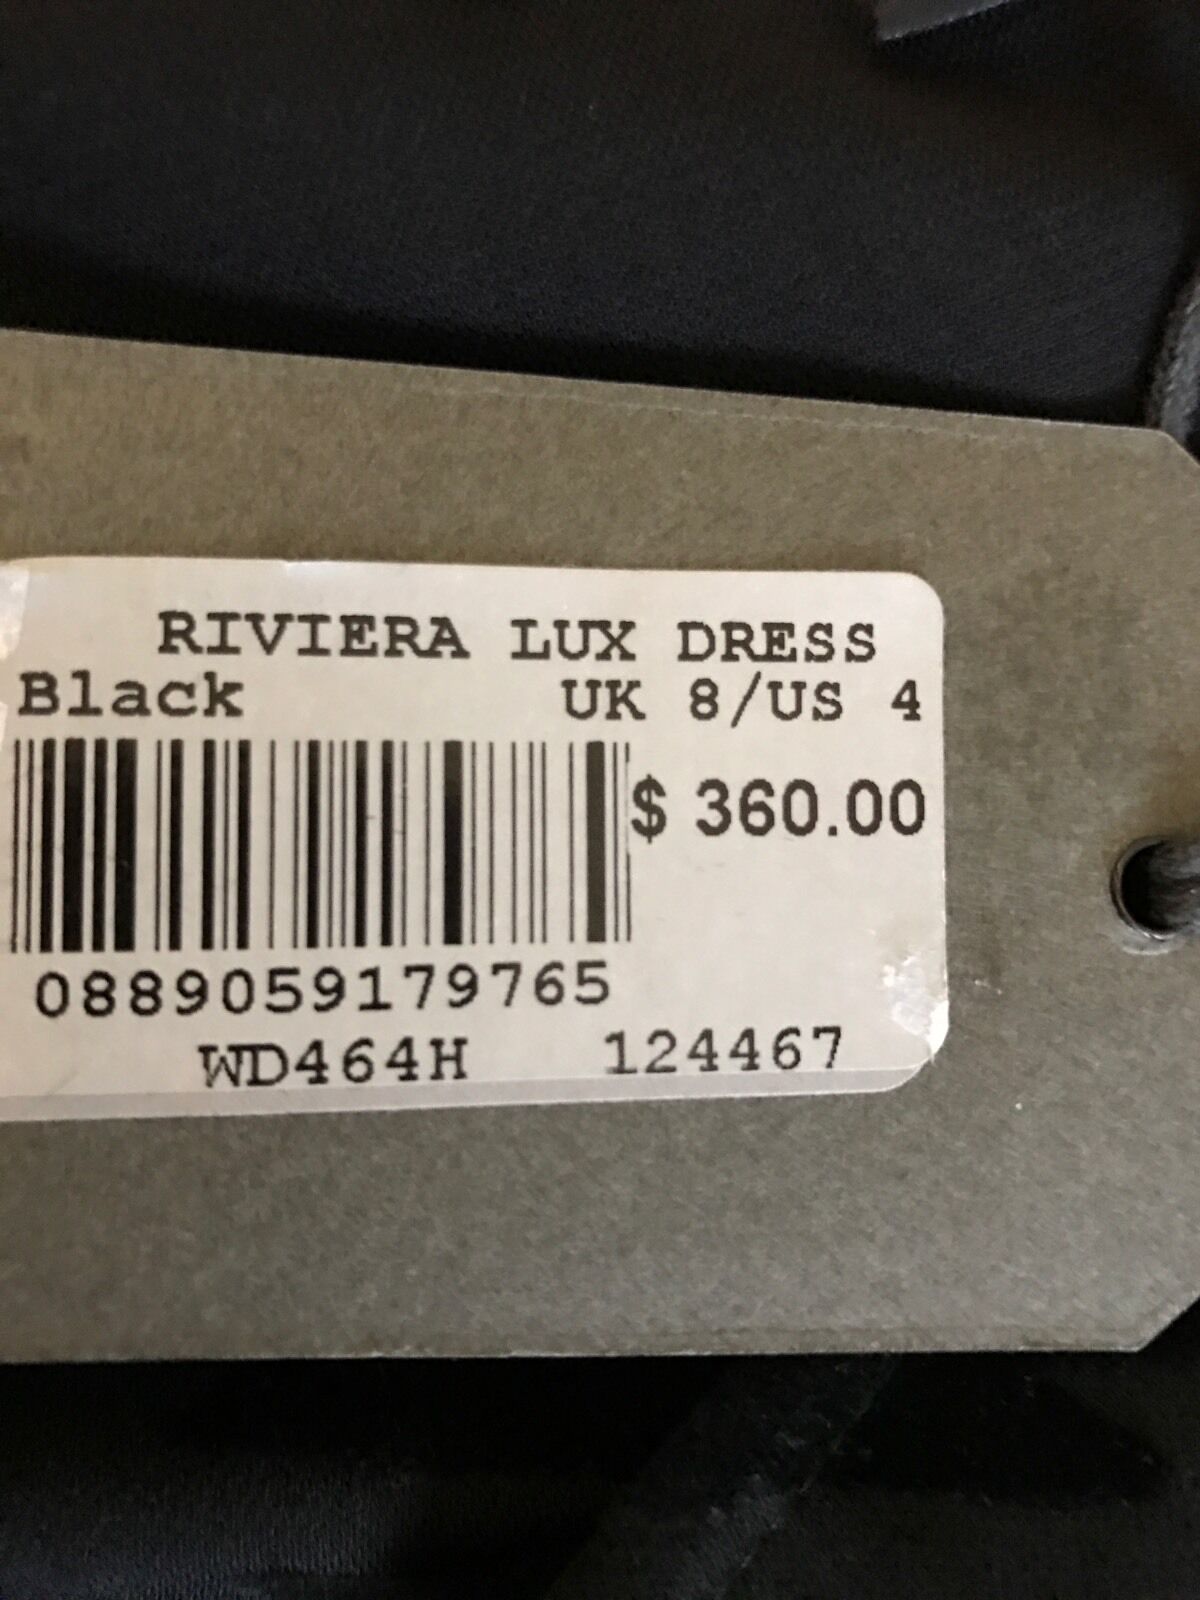 RIVIERA LUX DRESS
Black UK 8/US 4
$ 360.00
0889059179765
WD464H 124467